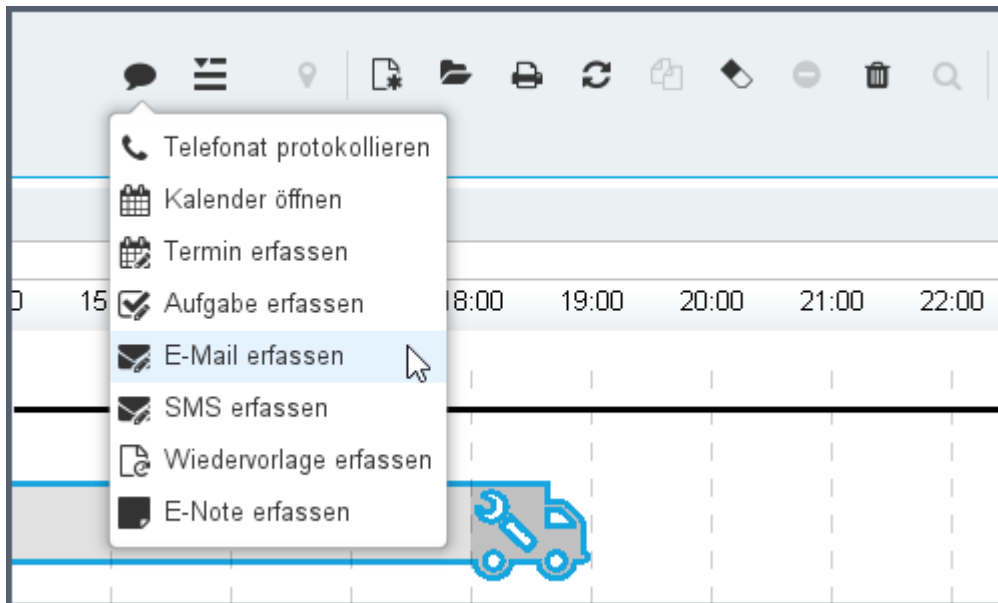 Telefonat protokollieren
Kalender öffnen
Termin erfassen
15 18:00 19:00 20:00 21:00 22:00
Aufgabe erfassen
E-Mail erfassen
SMS erfassen
Wiedervorlage erfassen
E-Note erfassen